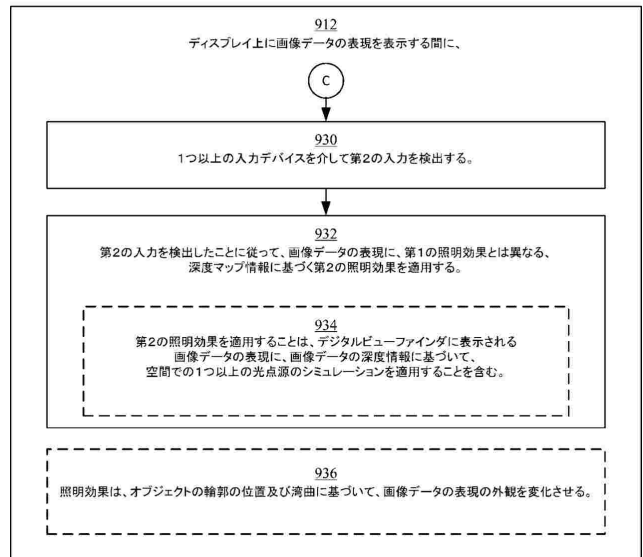 912
ディスプレイ上に画像データの表現を表示する間に、
C
930
1つ以上の入力デバイスを介して第2の入力を検出する。
932
第2の入力を検出したことに従って、画像データの表現に、第1の照明効果とは異なる、
深度マップ情報に基づく第2の照明効果を適用する。
934
第2の照明効果を適用することは、デジタルビューファインダに表示される
画像データの表現に、画像データの深度情報に基づいて、
空間での1つ以上の光点源のシミュレーションを適用することを含む。
936
照明効果は、オブジェクトの輪郭の位置及び湾曲に基づいて、画像データの表現の外観を変化させる。